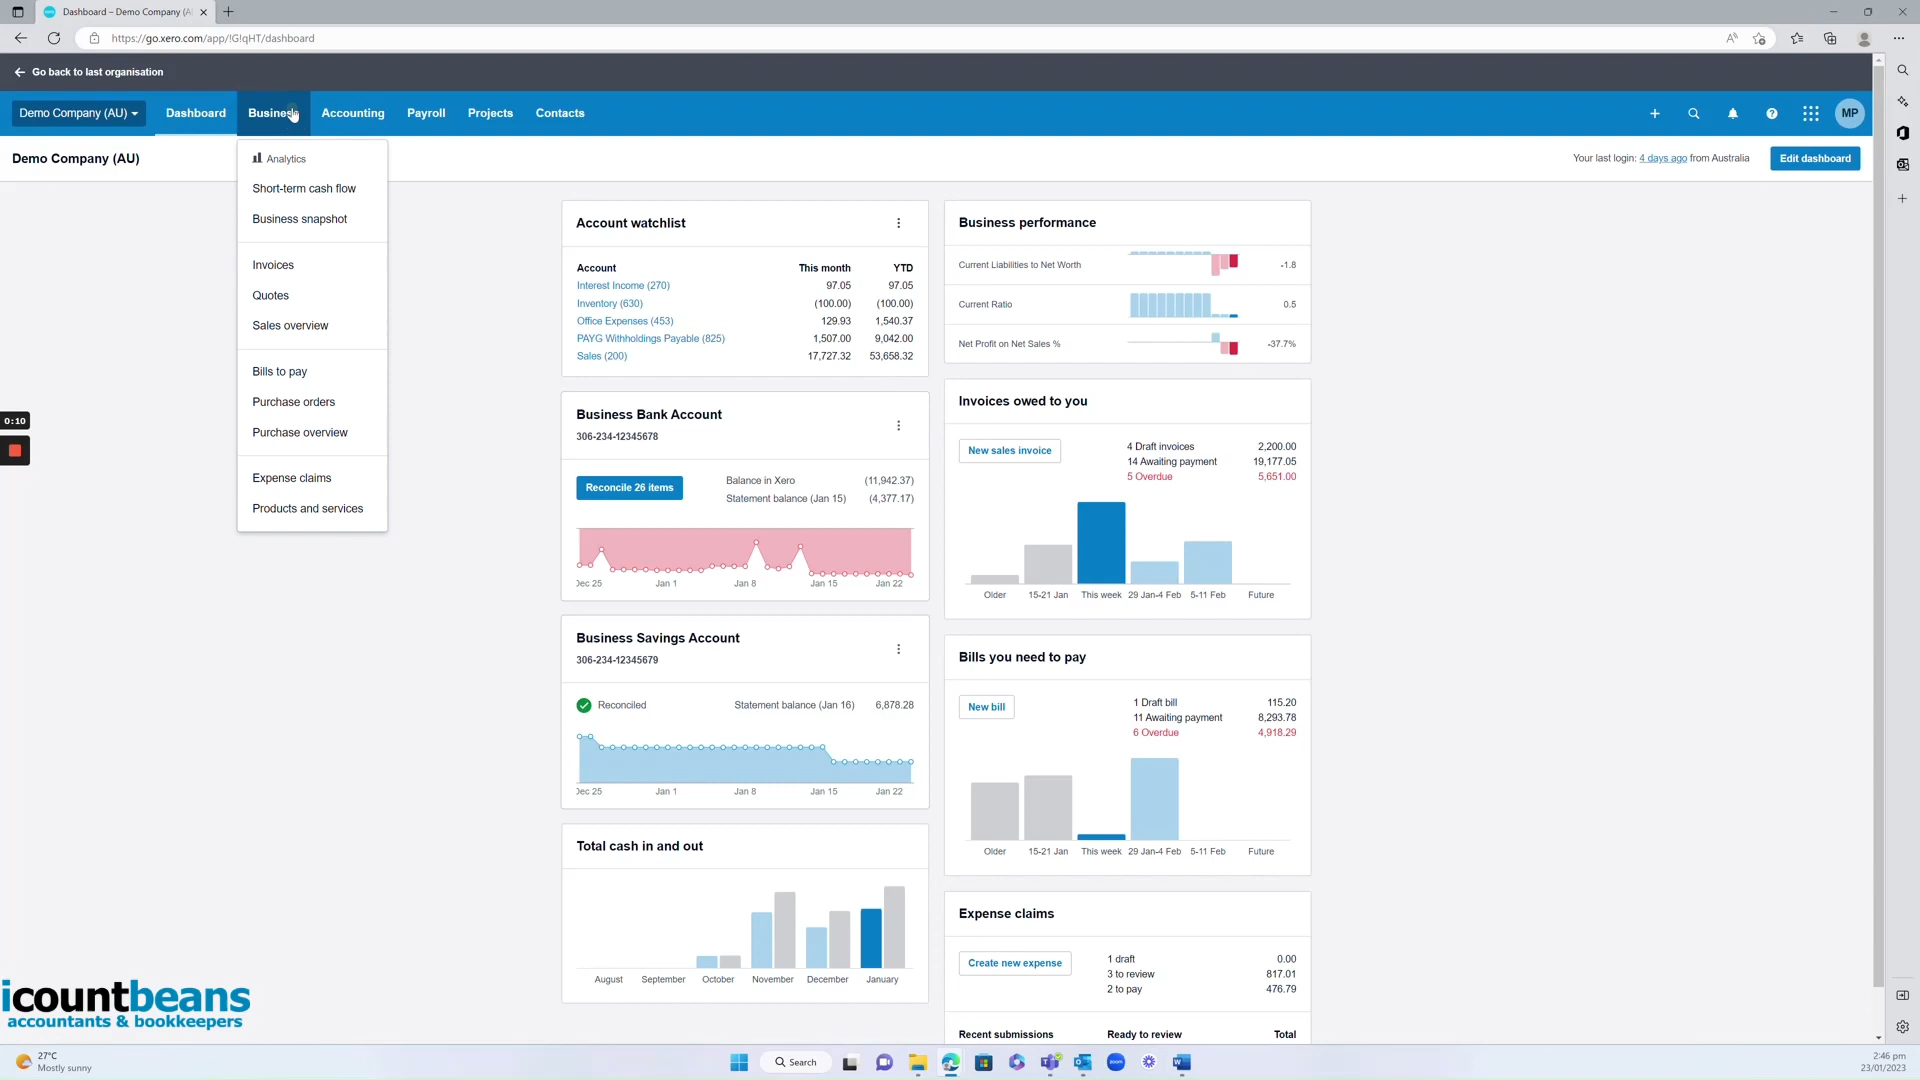 Dashboard – Demo Company (A
https://go.xero.com/app/!G!qHT/dashboard
Go back to last organisation
Demo Company (AU)
Dashboard
Business
Accounting
Payroll
Projects
Contacts
MP
Demo Company (AU)
Your last login: 4 days ago from Australia
Edit dashboard
Analytics
Short-term cash flow
Business snapshot
Invoices
Quotes
Sales overview
Bills to pay
Purchase orders
Purchase overview
Expense claims
Products and services
0:10
Account watchlist
Account This month YTD
Interest Income (270) 97.05 97.05
Inventory (630) (100.00) (100.00)
Office Expenses (453) 129.93 1,540.37
PAYG Withholdings Payable (825) 1,507.00 9,042.00
Sales (200) 17,727.32 53,658.32
Business Bank Account
306-234-12345678
Reconcile 26 items
Balance in Xero (11,942.37)
Statement balance (Jan 15) (4,377.17)
Dec 25 Jan 1 Jan 8 Jan 15 Jan 22
Business Savings Account
306-234-12345679
Reconciled
Statement balance (Jan 16) 6,878.28
Dec 25 Jan 1 Jan 8 Jan 15 Jan 22
Total cash in and out
August September October November December January
Business performance
Current Liabilities to Net Worth -1.8
Current Ratio 0.5
Net Profit on Net Sales % -37.7%
Invoices owed to you
New sales invoice
4 Draft invoices 2,200.00
14 Awaiting payment 19,177.05
5 Overdue 5,651.00
Older 15-21 Jan This week 29 Jan-4 Feb 5-11 Feb Future
Bills you need to pay
New bill
1 Draft bill 115.20
11 Awaiting payment 8,293.78
6 Overdue 4,918.29
Older 15-21 Jan This week 29 Jan-4 Feb 5-11 Feb Future
Expense claims
Create new expense
1 draft 0.00
3 to review 817.01
2 to pay 476.79
Recent submissions Ready to review Total
icountbeans
accountants & bookkeepers
27°C
Mostly sunny
Search
2:46 pm
23/01/2023